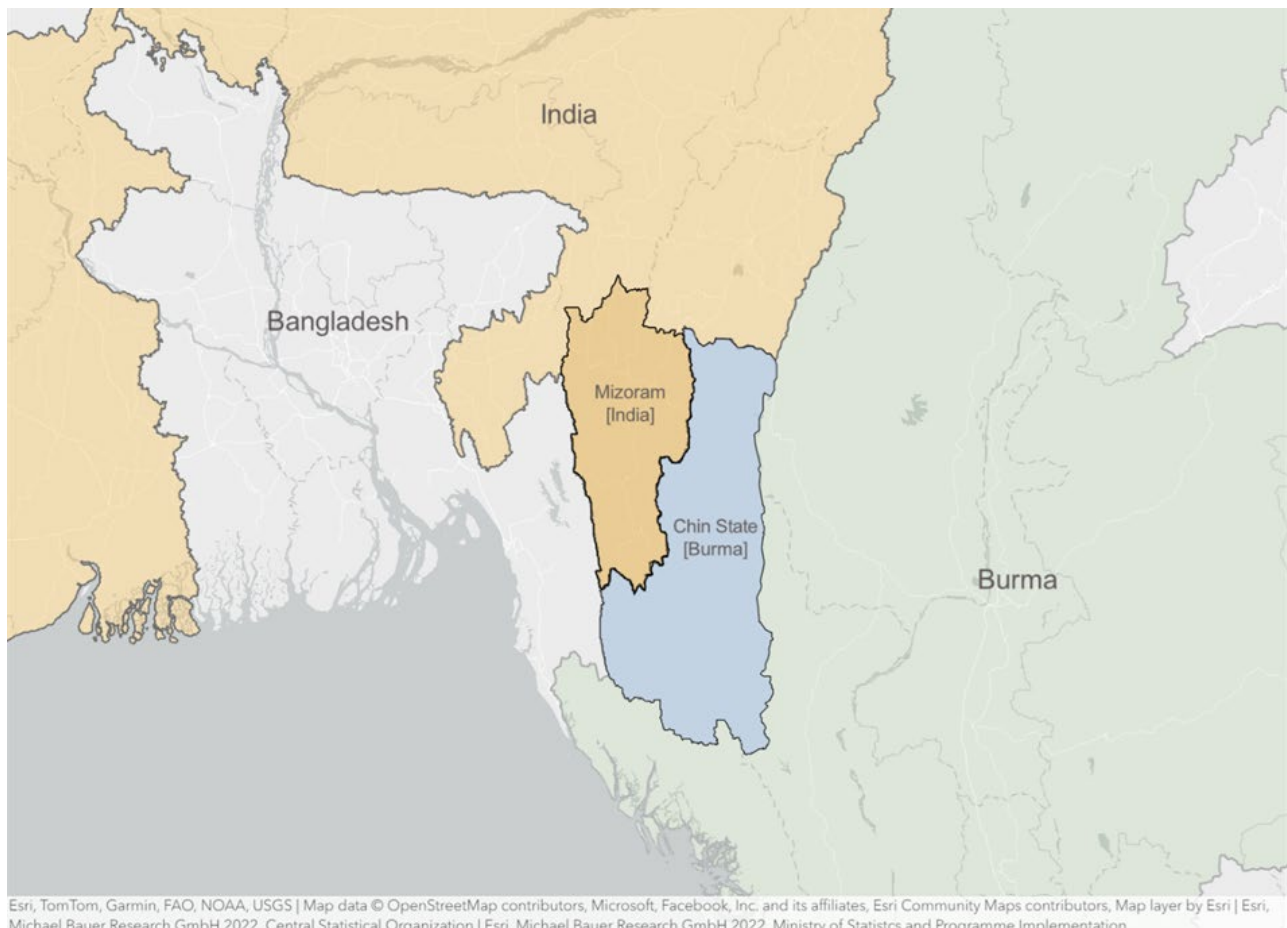 India
Bangladesh
Mizoram
[India]
Chin State
[Burma]
Burma
Esri, TomTom, Garmin, FAO, NOAA, USGS | Map data © OpenStreetMap contributors, Microsoft, Facebook, Inc. and its affiliates, Esri Community Maps contributors, Map layer by Esri | Esri,
Michael Bauer Research GmbH 2022, Central Statistical Organization | Esri, Michael Bauer Research GmbH 2022, Ministry of Statistcs and Programme Implementation